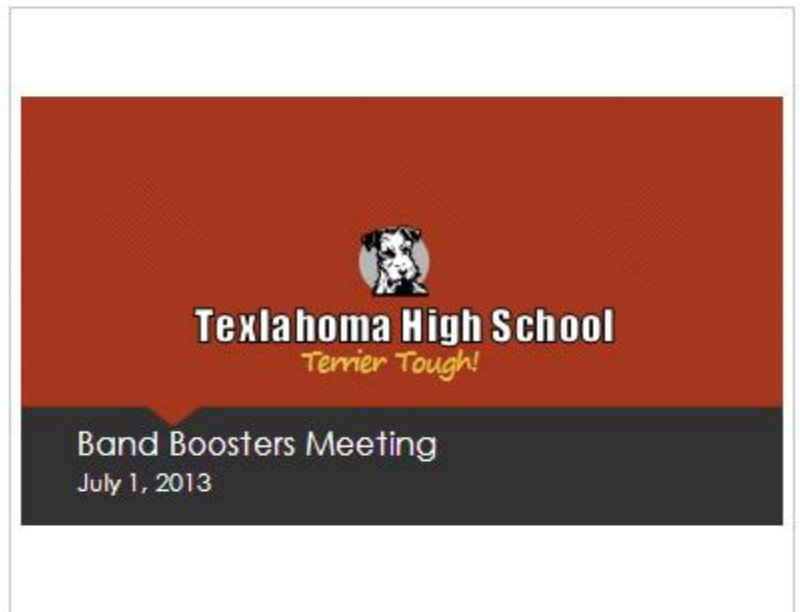 Texlahoma High School
Terrier Tough!
Band Boosters Meeting
July 1, 2013